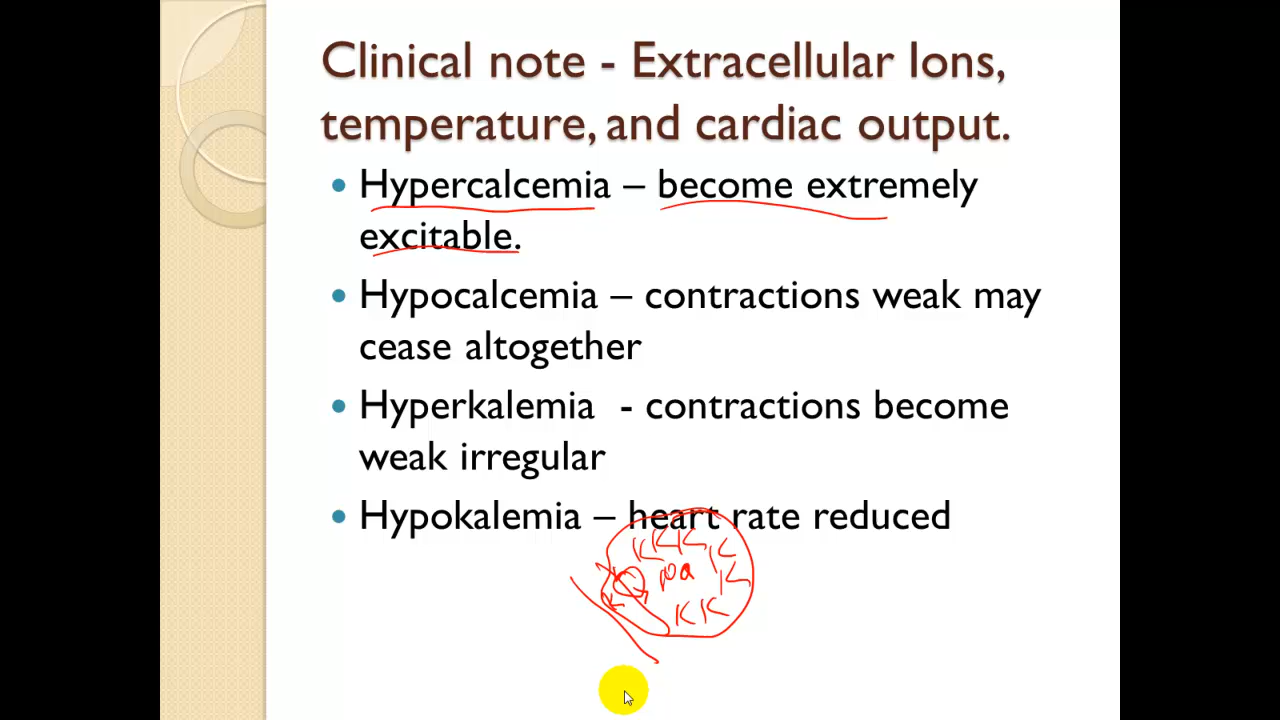 Clinical note - Extracellular Ions,
temperature, and cardiac output.
• Hypercalcemia – become extremely
excitable.
• Hypocalcemia – contractions weak may
cease altogether
• Hyperkalemia - contractions become
weak irregular
• Hypokalemia – heart rate reduced
K K K K
K
K K